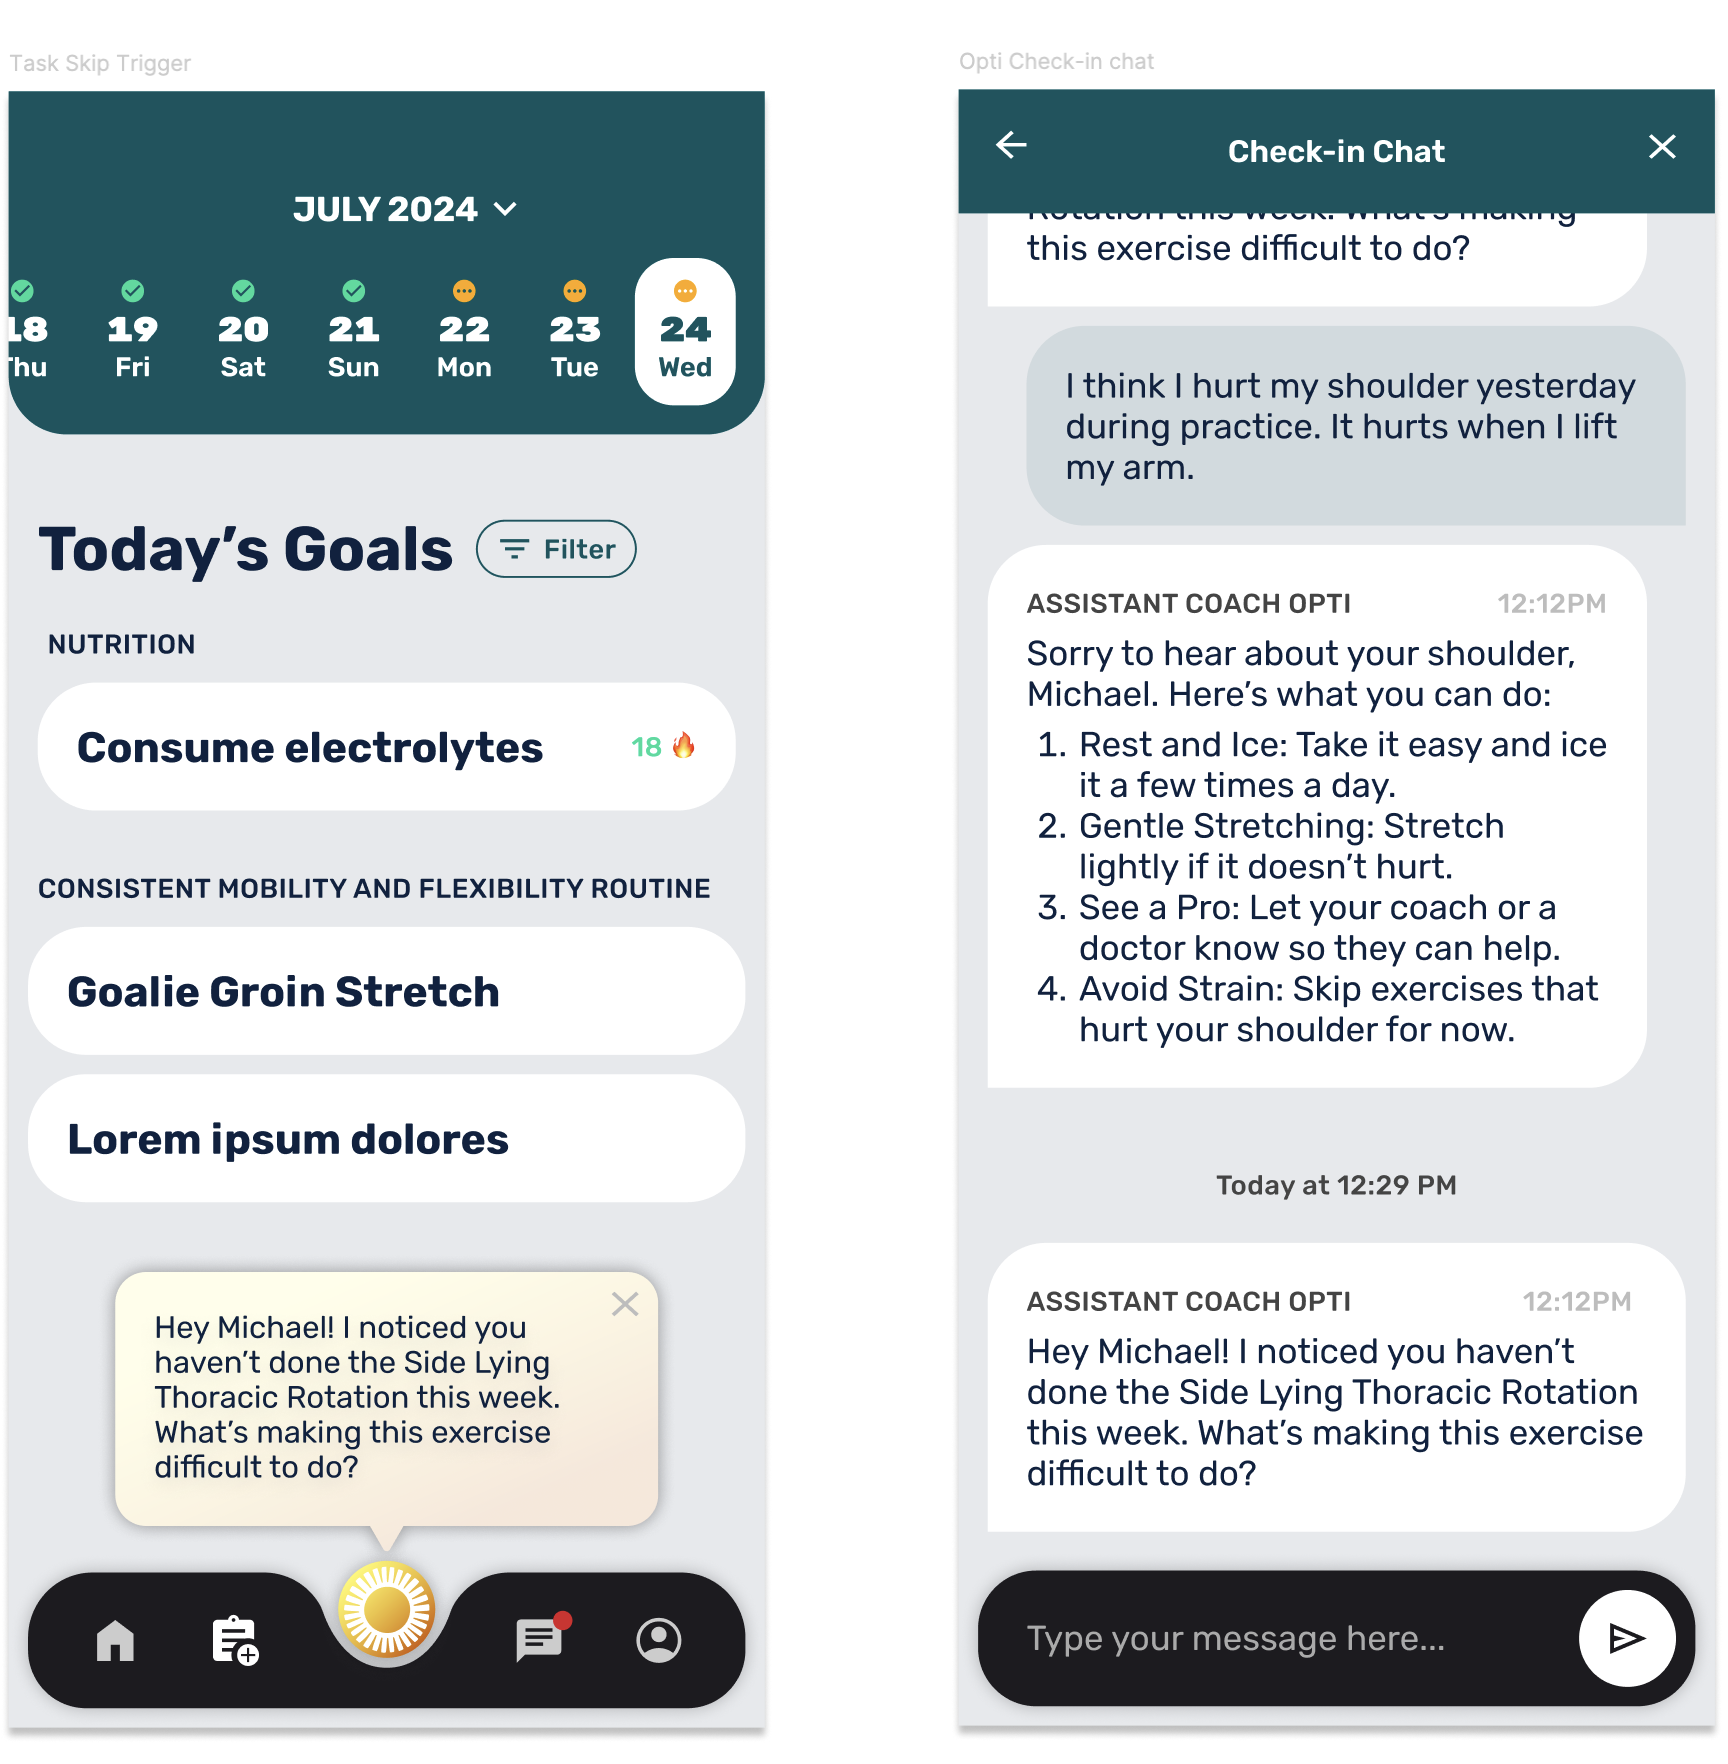 Task Skip Trigger
JULY 2024
18
19
20
21
22
23
24
Thu
Fri
Sat
Sun
Mon
Tue
Wed
Today's Goals
Filter
NUTRITION
Consume electrolytes
18
CONSISTENT MOBILITY AND FLEXIBILITY ROUTINE
Goalie Groin Stretch
Lorem ipsum dolores
Hey Michael! I noticed you
haven't done the Side Lying
Thoracic Rotation this week.
What's making this exercise
difficult to do?
Opti Check-in chat
Check-in Chat
Rotation this week. What's making
this exercise difficult to do?
I think I hurt my shoulder yesterday
during practice. It hurts when I lift
my arm.
ASSISTANT COACH OPTI 12:12PM
Sorry to hear about your shoulder,
Michael. Here's what you can do:
1. Rest and Ice: Take it easy and ice
it a few times a day.
2. Gentle Stretching: Stretch
lightly if it doesn't hurt.
3. See a Pro: Let your coach or a
doctor know so they can help.
4. Avoid Strain: Skip exercises that
hurt your shoulder for now.
Today at 12:29 PM
ASSISTANT COACH OPTI 12:12PM
Hey Michael! I noticed you haven't
done the Side Lying Thoracic Rotation
this week. What's making this exercise
difficult to do?
Type your message here...